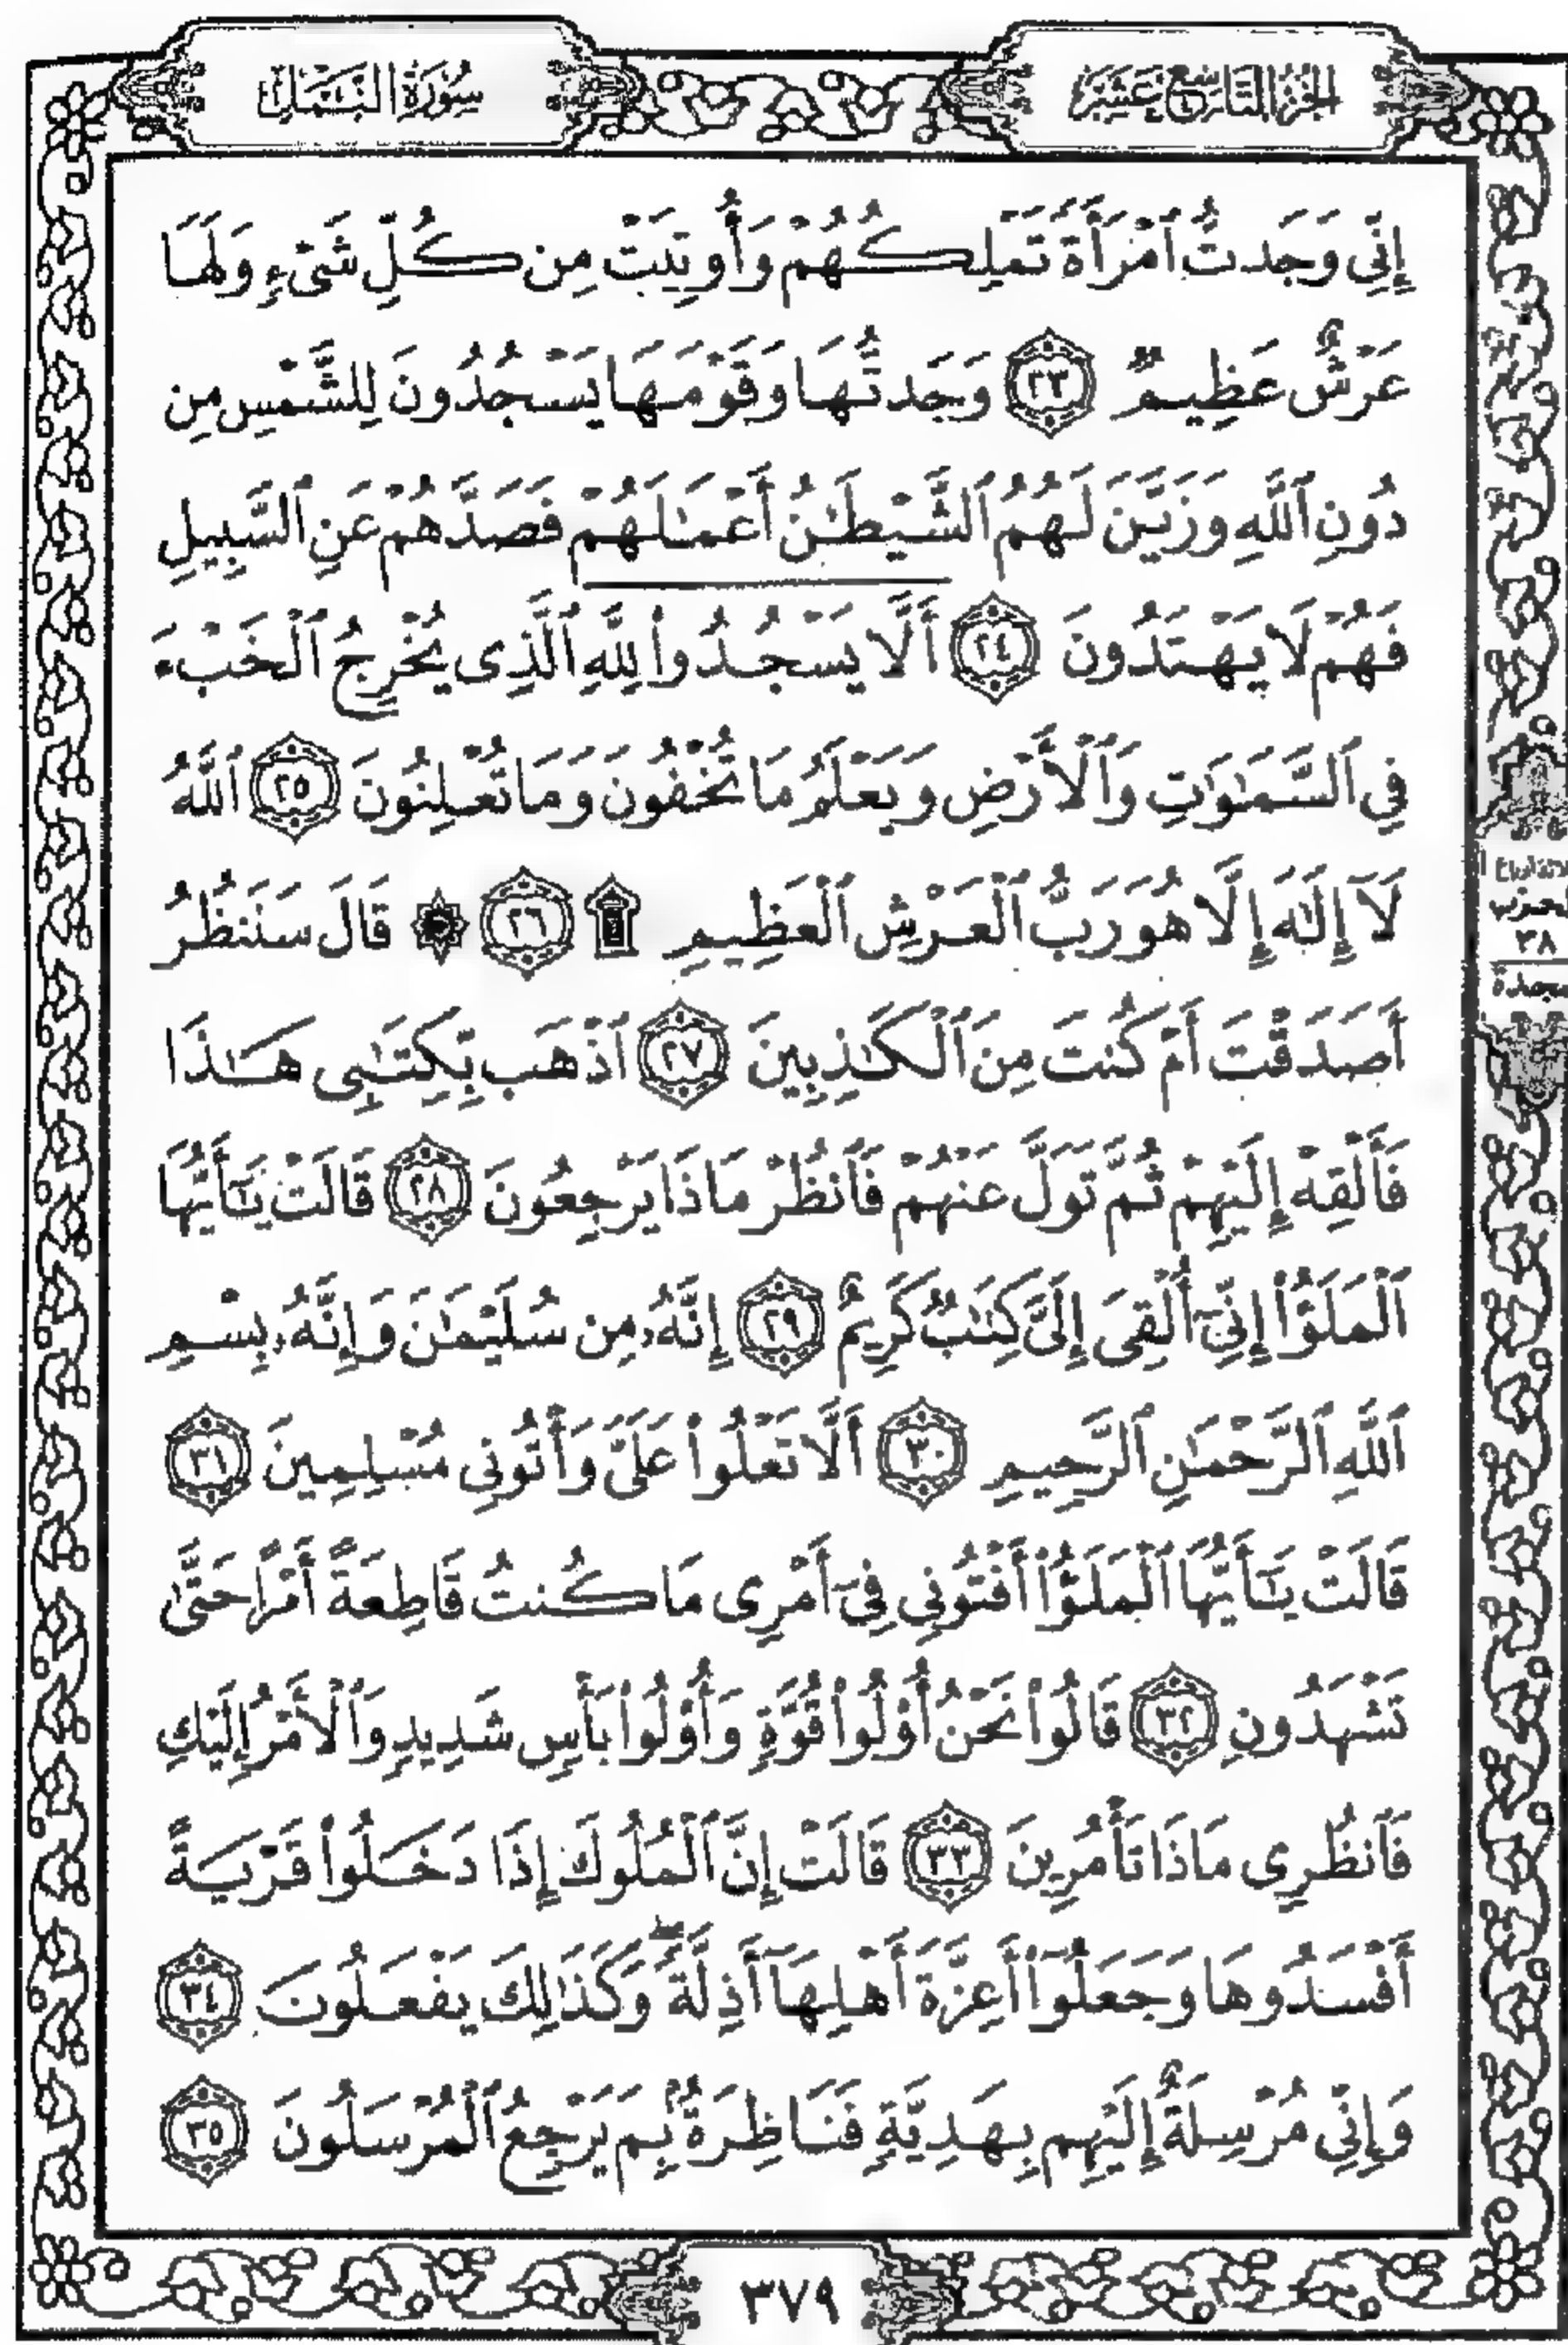 الجزء التاسع عشر
سورة النمل
إِنِّى وَجَدتُّ ٱمْرَأَةً تَمْلِكُهُمْ وَأُوتِيَتْ مِن كُلِّ شَىْءٍ وَلَهَا
عَرْشٌ عَظِيمٌ ﴿٢٣﴾ وَجَدتُّهَا وَقَوْمَهَا يَسْجُدُونَ لِلشَّمْسِ مِن
دُونِ ٱللَّهِ وَزَيَّنَ لَهُمُ ٱلشَّيْطَٰنُ أَعْمَٰلَهُمْ فَصَدَّهُمْ عَنِ ٱلسَّبِيلِ
فَهُمْ لَا يَهْتَدُونَ ﴿٢٤﴾ أَلَّا يَسْجُدُوا۟ لِلَّهِ ٱلَّذِى يُخْرِجُ ٱلْخَبْءَ
فِى ٱلسَّمَٰوَٰتِ وَٱلْأَرْضِ وَيَعْلَمُ مَا تُخْفُونَ وَمَا تُعْلِنُونَ ﴿٢٥﴾ ٱللَّهُ
لَآ إِلَٰهَ إِلَّا هُوَ رَبُّ ٱلْعَرْشِ ٱلْعَظِيمِ ۩ ﴿٢٦﴾ ۞ قَالَ سَنَنظُرُ
أَصَدَقْتَ أَمْ كُنتَ مِنَ ٱلْكَٰذِبِينَ ﴿٢٧﴾ ٱذْهَب بِّكِتَٰبِى هَٰذَا
فَأَلْقِهْ إِلَيْهِمْ ثُمَّ تَوَلَّ عَنْهُمْ فَٱنظُرْ مَاذَا يَرْجِعُونَ ﴿٢٨﴾ قَالَتْ يَٰٓأَيُّهَا
ٱلْمَلَؤُا۟ إِنِّىٓ أُلْقِىَ إِلَىَّ كِتَٰبٌ كَرِيمٌ ﴿٢٩﴾ إِنَّهُۥ مِن سُلَيْمَٰنَ وَإِنَّهُۥ بِسْمِ
ٱللَّهِ ٱلرَّحْمَٰنِ ٱلرَّحِيمِ ﴿٣٠﴾ أَلَّا تَعْلُوا۟ عَلَىَّ وَأْتُونِى مُسْلِمِينَ ﴿٣١﴾
قَالَتْ يَٰٓأَيُّهَا ٱلْمَلَؤُا۟ أَفْتُونِى فِىٓ أَمْرِى مَا كُنتُ قَاطِعَةً أَمْرًا حَتَّىٰ
تَشْهَدُونِ ﴿٣٢﴾ قَالُوا۟ نَحْنُ أُو۟لُوا۟ قُوَّةٍ وَأُو۟لُوا۟ بَأْسٍ شَدِيدٍ وَٱلْأَمْرُ إِلَيْكِ
فَٱنظُرِى مَاذَا تَأْمُرِينَ ﴿٣٣﴾ قَالَتْ إِنَّ ٱلْمُلُوكَ إِذَا دَخَلُوا۟ قَرْيَةً
أَفْسَدُوهَا وَجَعَلُوٓا۟ أَعِزَّةَ أَهْلِهَآ أَذِلَّةً ۖ وَكَذَٰلِكَ يَفْعَلُونَ ﴿٣٤﴾
وَإِنِّى مُرْسِلَةٌ إِلَيْهِم بِهَدِيَّةٍ فَنَاظِرَةٌۢ بِمَ يَرْجِعُ ٱلْمُرْسَلُونَ ﴿٣٥﴾
٣٨
سجدة
٣٧٩